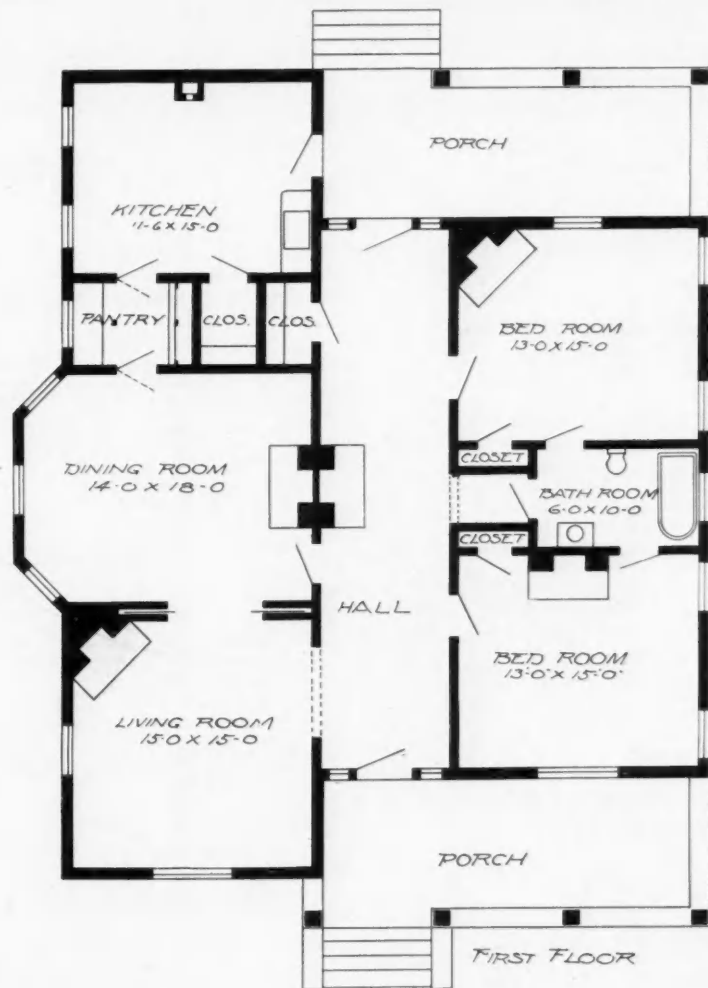 PORCH
KITCHEN
11-6 X 15-0
PANTRY
CLOS.
CLOS.
BED ROOM
13-0 X 15-0
DINING ROOM
14-0 X 18-0
CLOSET
BATH ROOM
6-0 X 10-0
CLOSET
HALL
BED ROOM
13'-0" X 15'-0"
LIVING ROOM
15-0 X 15-0
PORCH
FIRST FLOOR